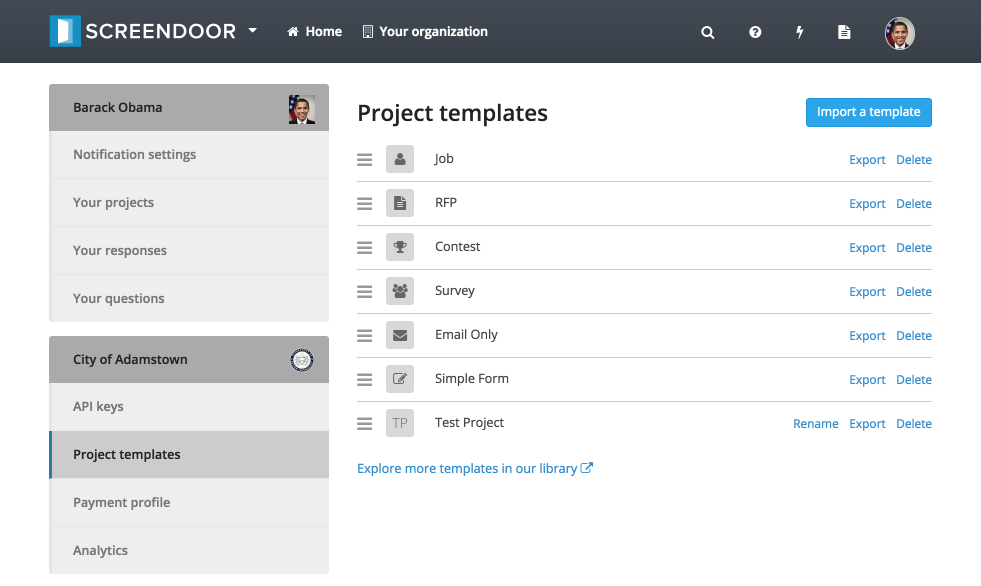 SCREENDOOR
Home
Your organization
Barack Obama
Notification settings
Your projects
Your responses
Your questions
City of Adamstown
API keys
Project templates
Payment profile
Analytics
Project templates
Import a template
Job Export Delete
RFP Export Delete
Contest Export Delete
Survey Export Delete
Email Only Export Delete
Simple Form Export Delete
TP Test Project Rename Export Delete
Explore more templates in our library